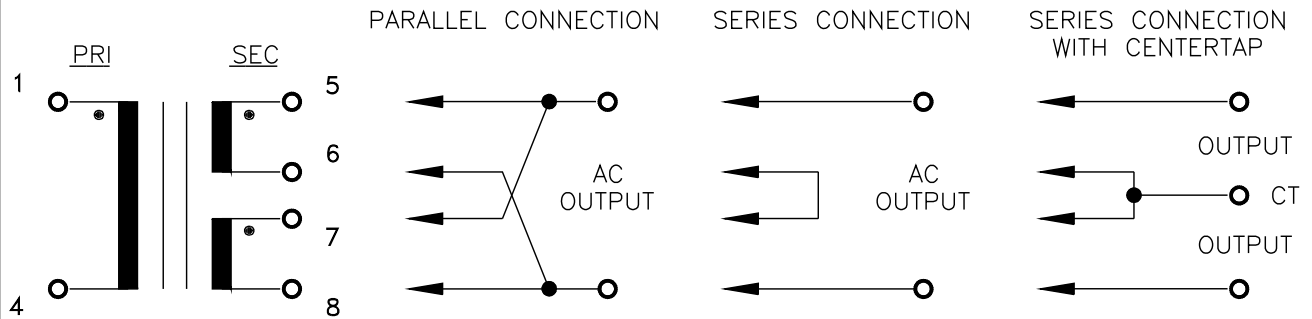 PARALLEL CONNECTION
SERIES CONNECTION
SERIES CONNECTION
WITH CENTERTAP
PRI
SEC
1
5
6
7
4
8
AC
OUTPUT
AC
OUTPUT
OUTPUT
CT
OUTPUT